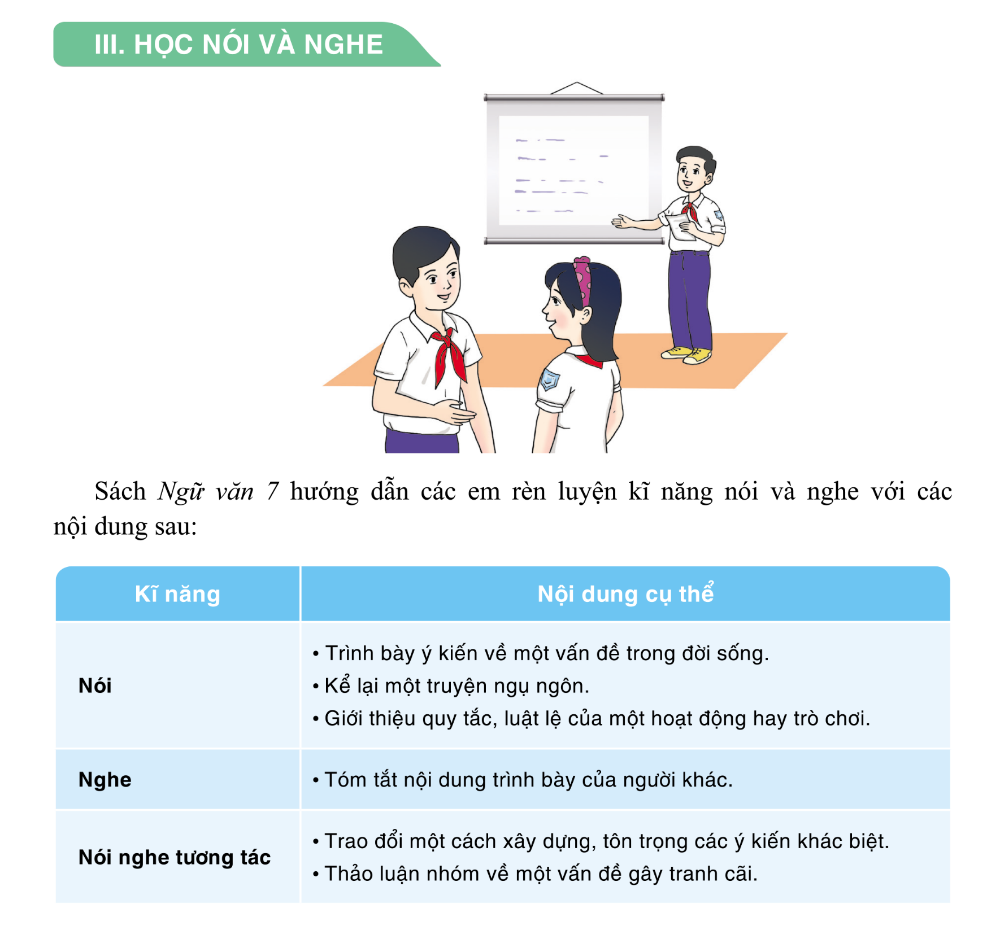 III. HỌC NÓI VÀ NGHE
Sách Ngữ văn 7 hướng dẫn các em rèn luyện kĩ năng nói và nghe với các
nội dung sau:
Kĩ năng
Nội dung cụ thể
Nói
• Trình bày ý kiến về một vấn đề trong đời sống.
• Kể lại một truyện ngụ ngôn.
• Giới thiệu quy tắc, luật lệ của một hoạt động hay trò chơi.
Nghe
• Tóm tắt nội dung trình bày của người khác.
Nói nghe tương tác
• Trao đổi một cách xây dựng, tôn trọng các ý kiến khác biệt.
• Thảo luận nhóm về một vấn đề gây tranh cãi.